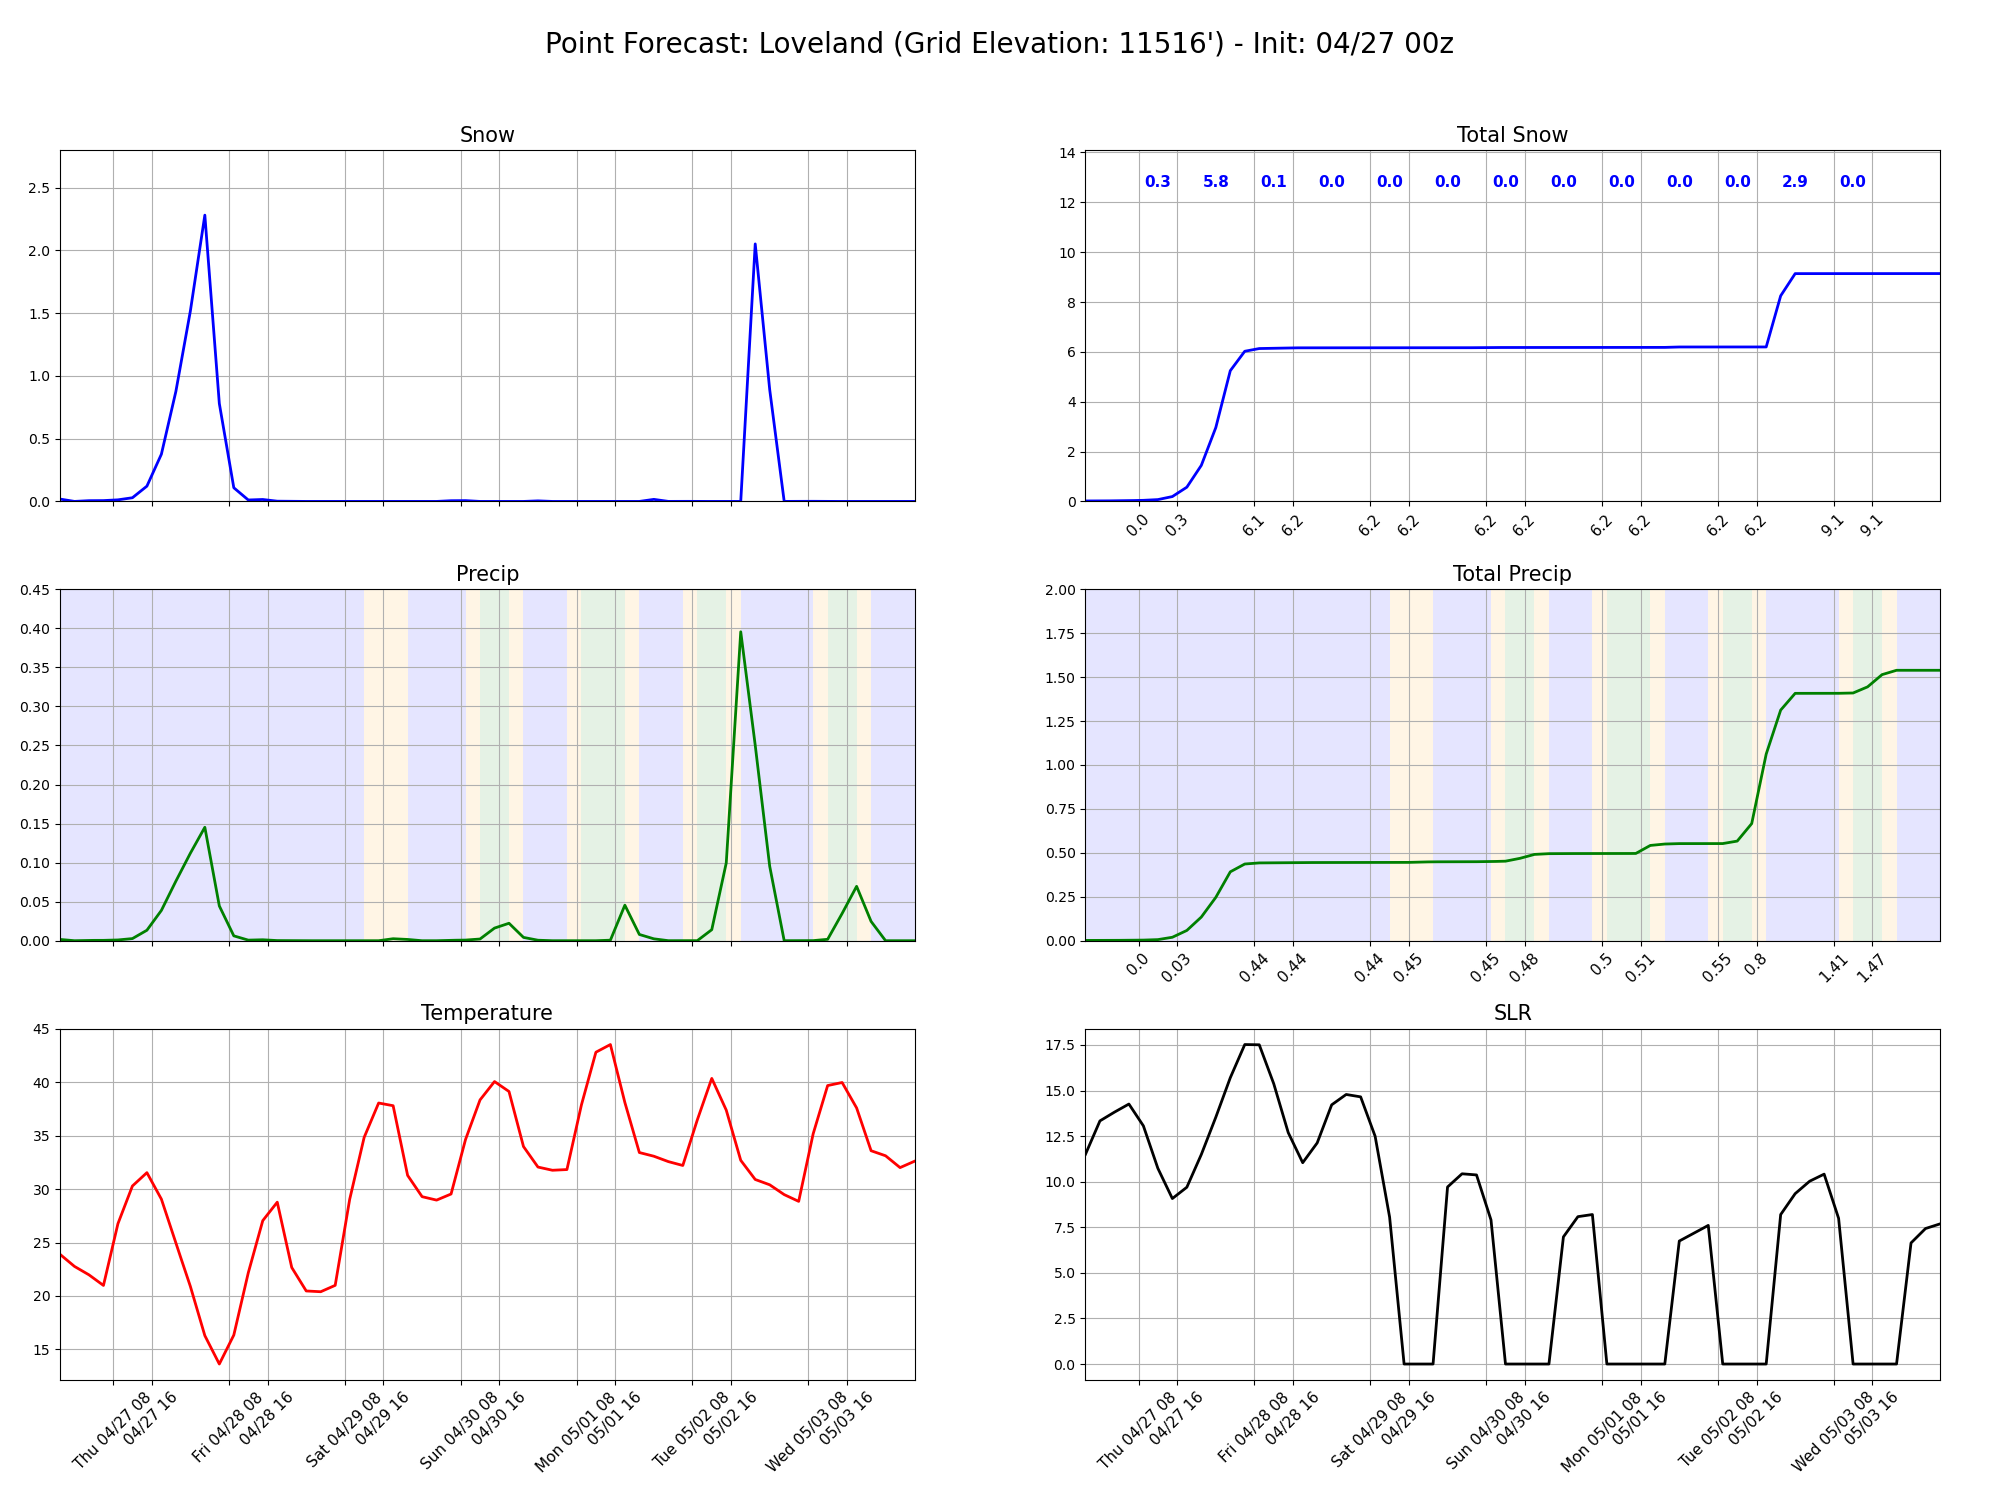 Point Forecast: Loveland (Grid Elevation: 11516') - Init: 04/27 00z
Snow
2.5
2.0
1.5
1.0
0.5
0.0
Total Snow
14
12
10
8
6
4
2
0
0.3 5.8 0.1 0.0 0.0 0.0 0.0 0.0 0.0 0.0 0.0 2.9 0.0
0.0 0.3 6.1 6.2 6.2 6.2 6.2 6.2 6.2 6.2 6.2 6.2 9.1 9.1
Precip
0.45
0.40
0.35
0.30
0.25
0.20
0.15
0.10
0.05
0.00
Total Precip
2.00
1.75
1.50
1.25
1.00
0.75
0.50
0.25
0.00
0.0 0.03 0.44 0.44 0.44 0.45 0.45 0.48 0.5 0.51 0.55 0.8 1.41 1.47
Temperature
45
40
35
30
25
20
15
Thu 04/27 08
04/27 16
Fri 04/28 08
04/28 16
Sat 04/29 08
04/29 16
Sun 04/30 08
04/30 16
Mon 05/01 08
05/01 16
Tue 05/02 08
05/02 16
Wed 05/03 08
05/03 16
SLR
17.5
15.0
12.5
10.0
7.5
5.0
2.5
0.0
Thu 04/27 08
04/27 16
Fri 04/28 08
04/28 16
Sat 04/29 08
04/29 16
Sun 04/30 08
04/30 16
Mon 05/01 08
05/01 16
Tue 05/02 08
05/02 16
Wed 05/03 08
05/03 16